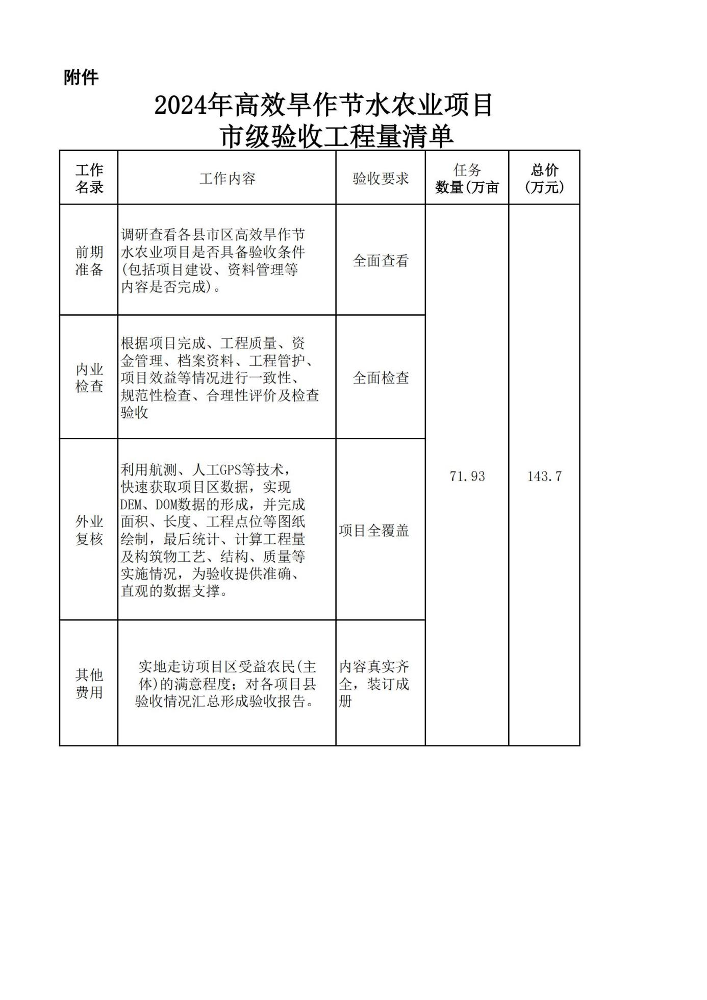 附件
2024年高效旱作节水农业项目
市级验收工程量清单
工作
名录
工作内容
验收要求
任务
数量(万亩
总价
(万元)
前期
准备
调研查看各县市区高效旱作节
水农业项目是否具备验收条件
(包括项目建设、资料管理等
内容是否完成)。
全面查看
内业
检查
根据项目完成、工程质量、资
金管理、档案资料、工程管护、
项目效益等情况进行一致性、
规范性检查、合理性评价及检查
验收
全面检查
外业
复核
利用航测、人工GPS等技术，
快速获取项目区数据，实现
DEM、DOM数据的形成，并完成
面积、长度、工程点位等图纸
绘制，最后统计、计算工程量
及构筑物工艺、结构、质量等
实施情况，为验收提供准确、
直观的数据支撑。
项目全覆盖
71.93
143.7
其他
费用
实地走访项目区受益农民(主
体)的满意程度；对各项目县
验收情况汇总形成验收报告。
内容真实齐
全，装订成
册